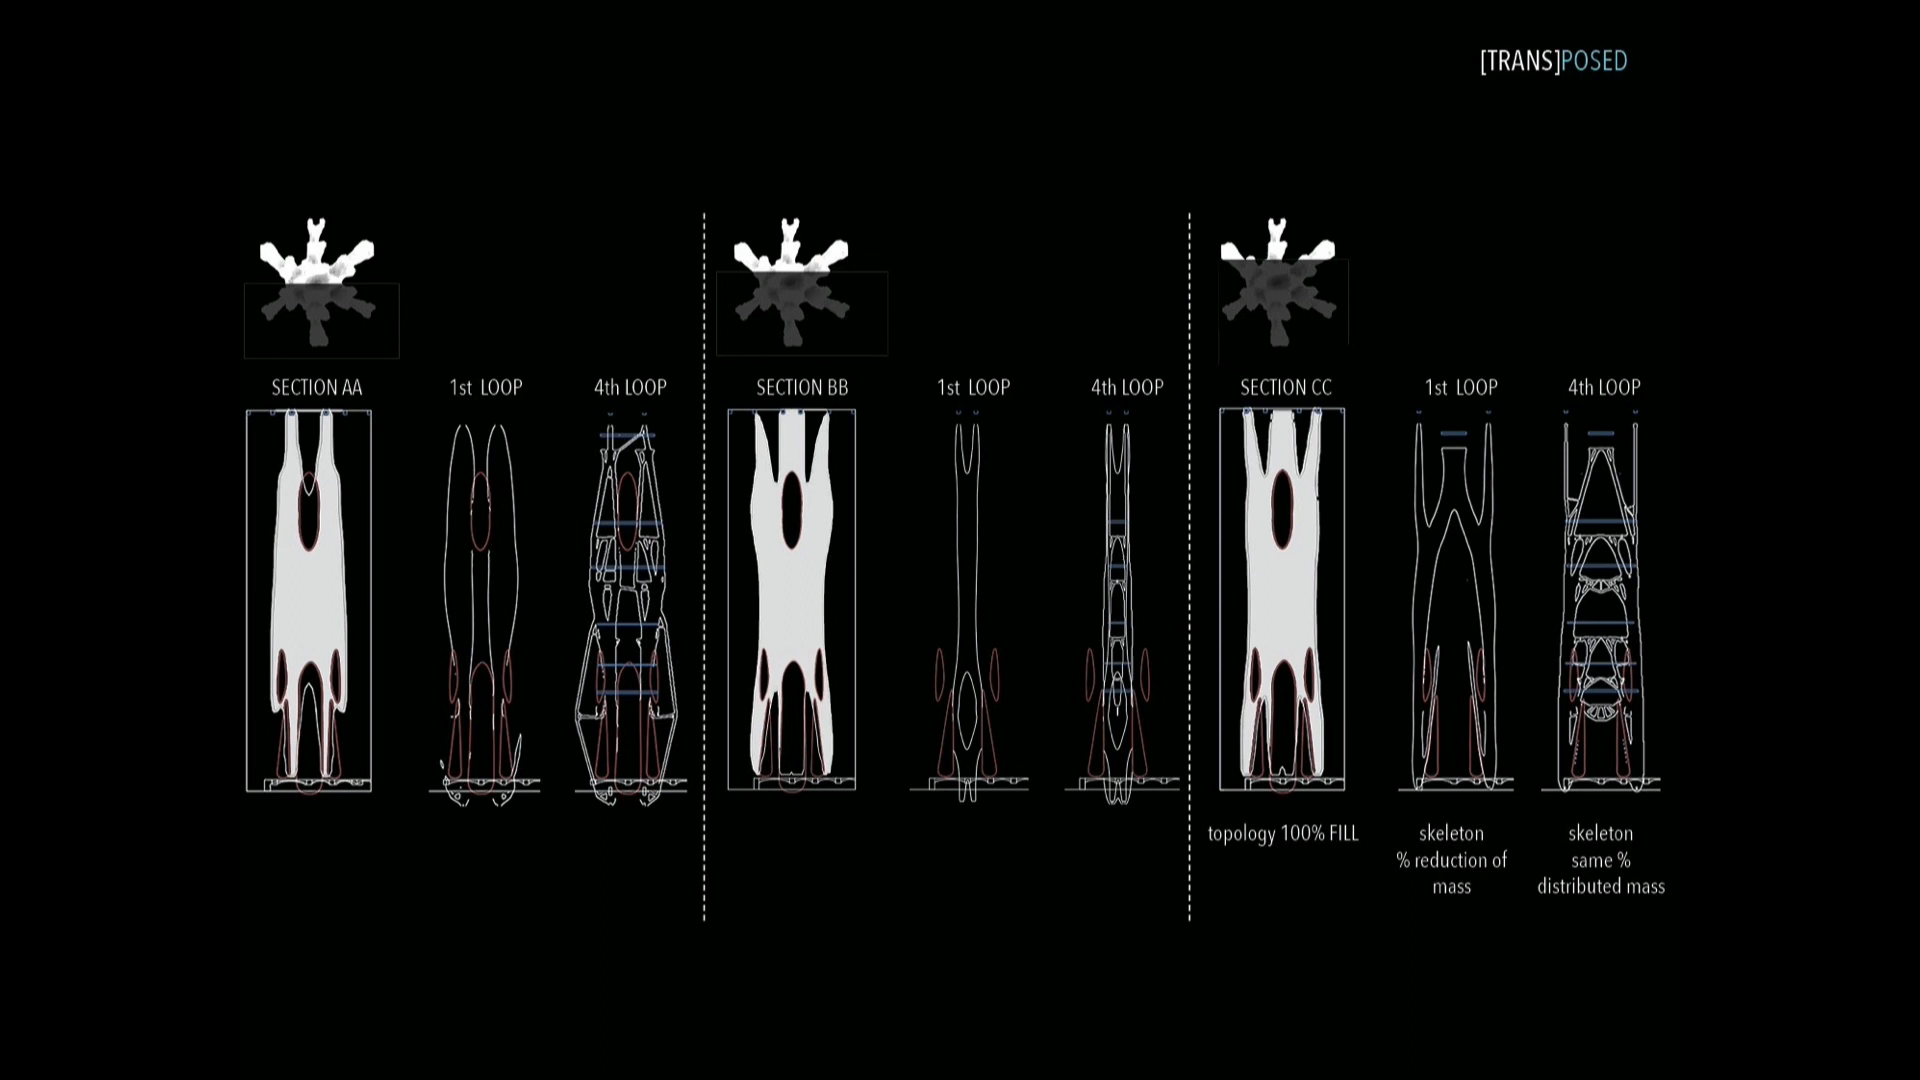 [TRANS]POSED
SECTION AA
1st LOOP
4th LOOP
SECTION BB
1st LOOP
4th LOOP
SECTION CC
1st LOOP
4th LOOP
topology 100% FILL
skeleton
% reduction of
mass
skeleton
same %
distributed mass